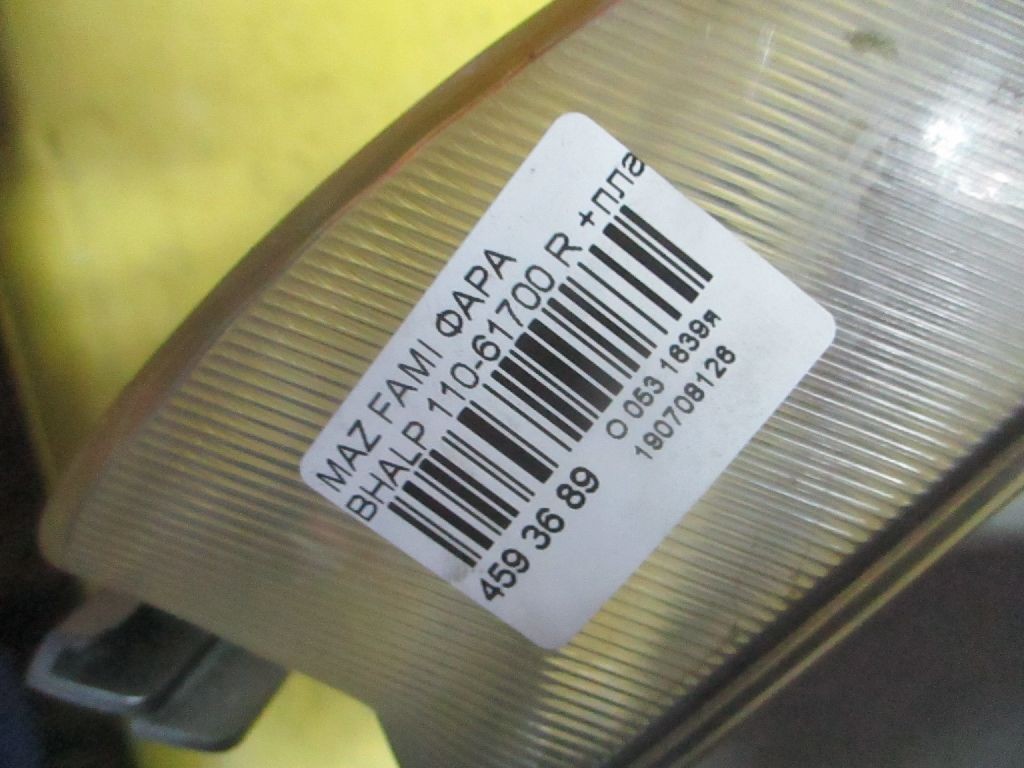 MAZ FAMI ФАРА
BHALP 110-61700 R +пла
459 36 89
О 053 1639я
190708126